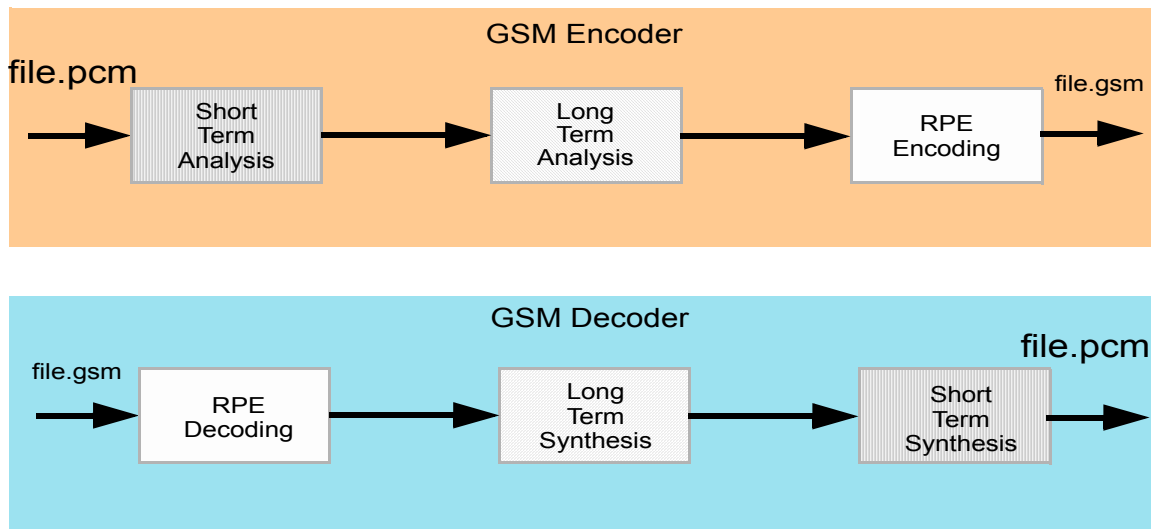 GSM Encoder
file.pcm
file.gsm
Short
Term
Analysis
Long
Term
Analysis
RPE
Encoding
GSM Decoder
file.pcm
file.gsm
RPE
Decoding
Long
Term
Synthesis
Short
Term
Synthesis